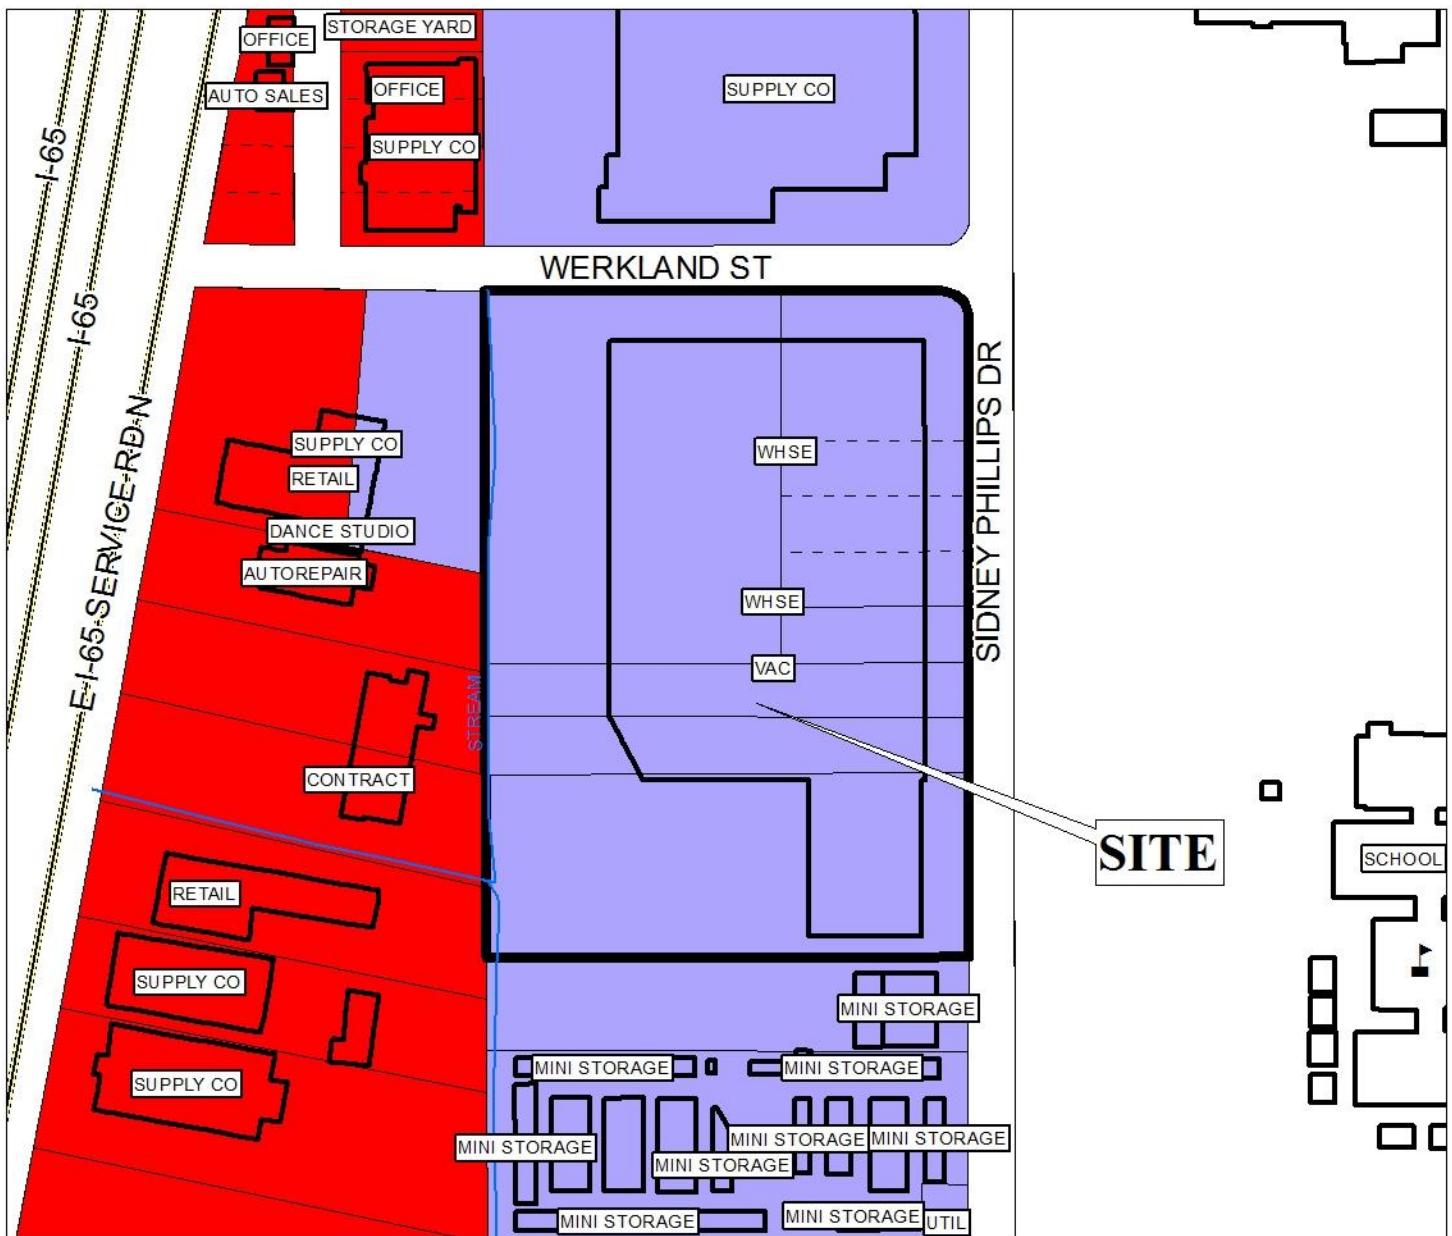 STORAGE YARD
OFFICE
AUTO SALES
OFFICE
SUPPLY CO
SUPPLY CO
I-65
I-65
WERKLAND ST
E I-65 SERVICE RD N
SIDNEY PHILLIPS DR
SUPPLY CO
RETAIL
DANCE STUDIO
AUTOREPAIR
WHSE
WHSE
VAC
STREAM
CONTRACT
SITE
SCHOOL
RETAIL
SUPPLY CO
SUPPLY CO
MINI STORAGE
MINI STORAGE
MINI STORAGE
MINI STORAGE
MINI STORAGE
MINI STORAGE
MINI STORAGE
MINI STORAGE
MINI STORAGE
UTIL